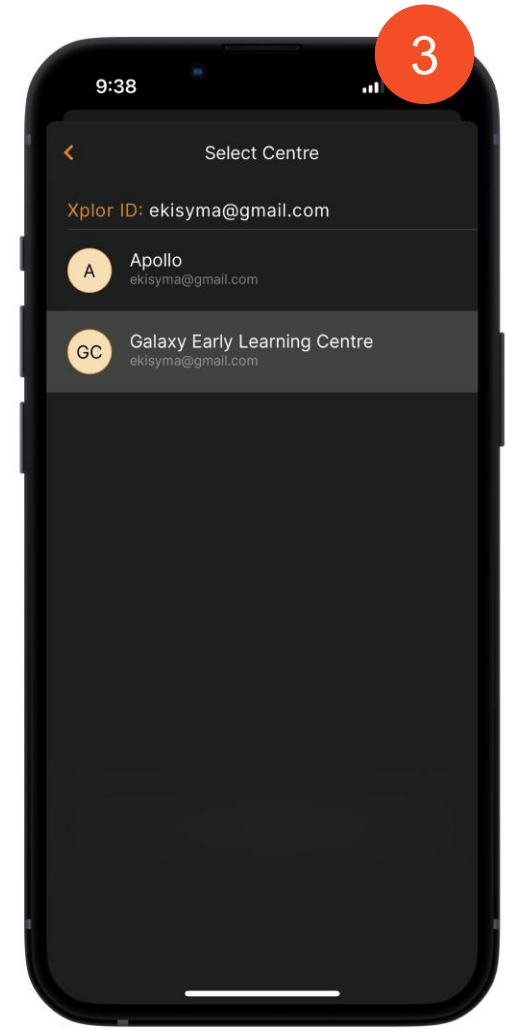 3
9:38
Select Centre
Xplor ID: ekisyma@gmail.com
A
Apollo
ekisyma@gmail.com
GC
Galaxy Early Learning Centre
ekisyma@gmail.com